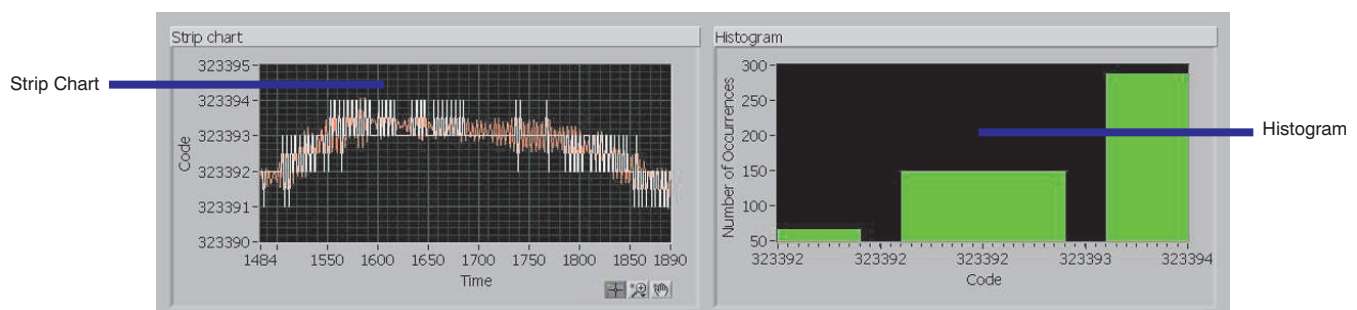 Strip chart
Strip Chart
323395
323394
323393
323392
323391
323390
Code
1484 1550 1600 1650 1700 1750 1800 1850 1890
Time
Histogram
300
250
200
150
100
50
Number of Occurrences
323392 323392 323392 323393 323394
Code
Histogram